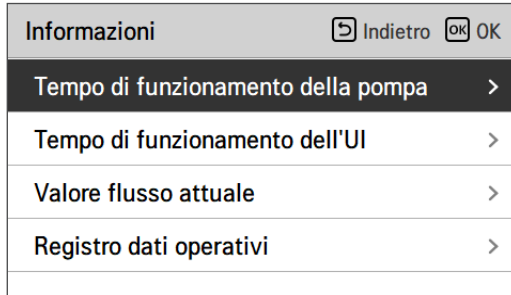 Informazioni Indietro OK OK
Tempo di funzionamento della pompa >
Tempo di funzionamento dell'UI >
Valore flusso attuale >
Registro dati operativi >